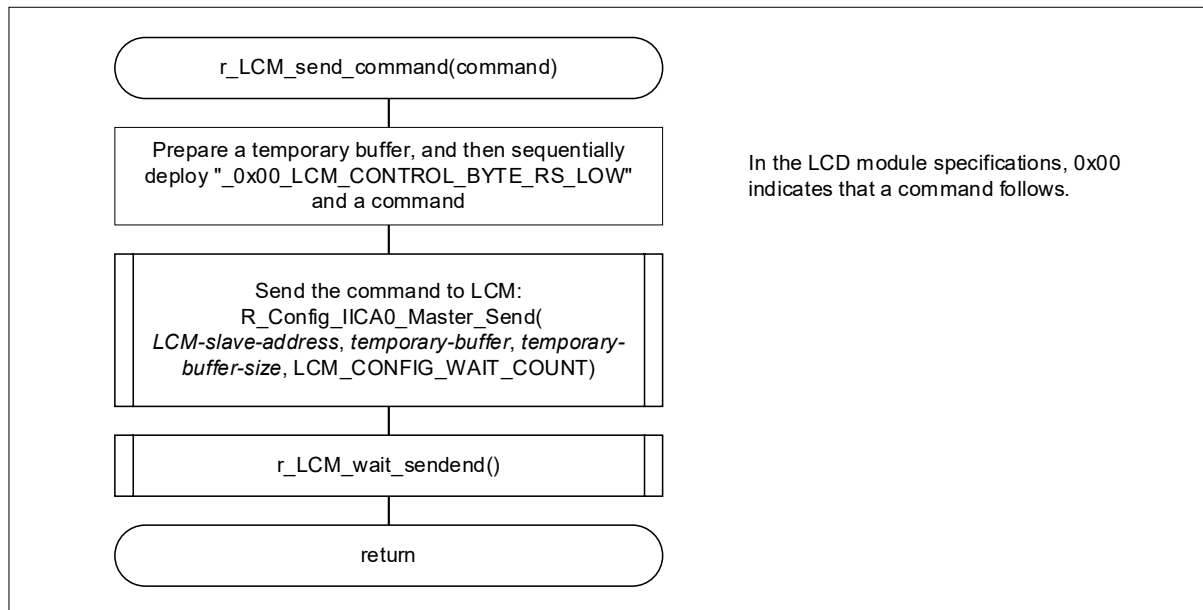 r_LCM_send_command(command)
Prepare a temporary buffer, and then sequentially
deploy "_0x00_LCM_CONTROL_BYTE_RS_LOW"
and a command
In the LCD module specifications, 0x00
indicates that a command follows.
Send the command to LCM:
R_Config_IICA0_Master_Send(
LCM-slave-address, temporary-buffer, temporary-
buffer-size, LCM_CONFIG_WAIT_COUNT)
r_LCM_wait_sendend()
return